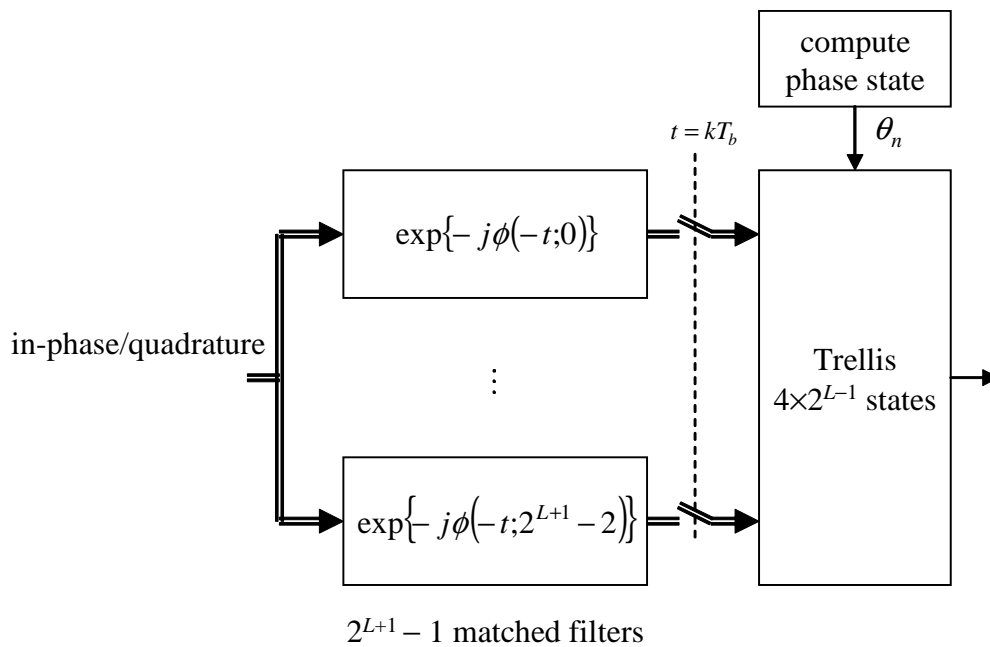 compute
phase state
θₙ
t = kT_b
exp{- jϕ(-t;0)}
in-phase/quadrature
⋮
Trellis
4×2^{L-1} states
exp{- jϕ(-t;2^{L+1} - 2)}
2^{L+1} – 1 matched filters